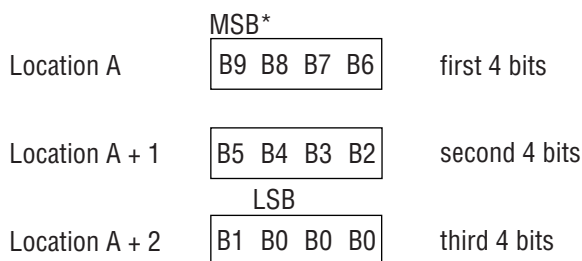 MSB*
Location A B9 B8 B7 B6 first 4 bits
Location A + 1 B5 B4 B3 B2 second 4 bits
LSB
Location A + 2 B1 B0 B0 B0 third 4 bits